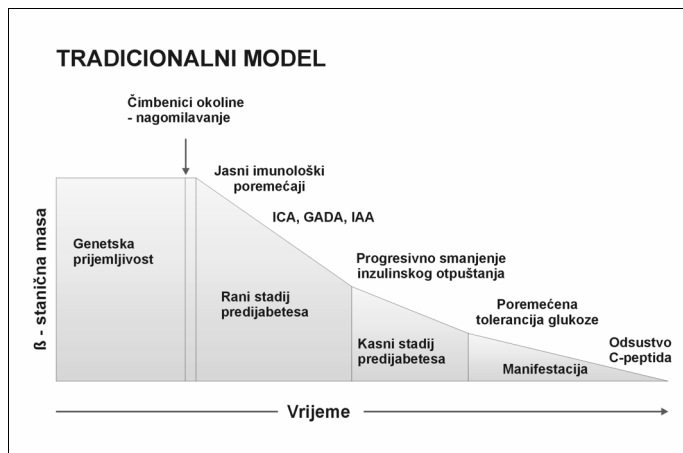 TRADICIONALNI MODEL
Čimbenici okoline
- nagomilavanje
Jasni imunološki
poremećaji
ICA, GADA, IAA
Genetska
prijemljivost
Progresivno smanjenje
inzulinskog otpuštanja
Rani stadij
predijabetesa
Poremećena
tolerancija glukoze
Kasni stadij
predijabetesa
Odsustvo
C-peptida
Manifestacija
ß - stanična masa
Vrijeme